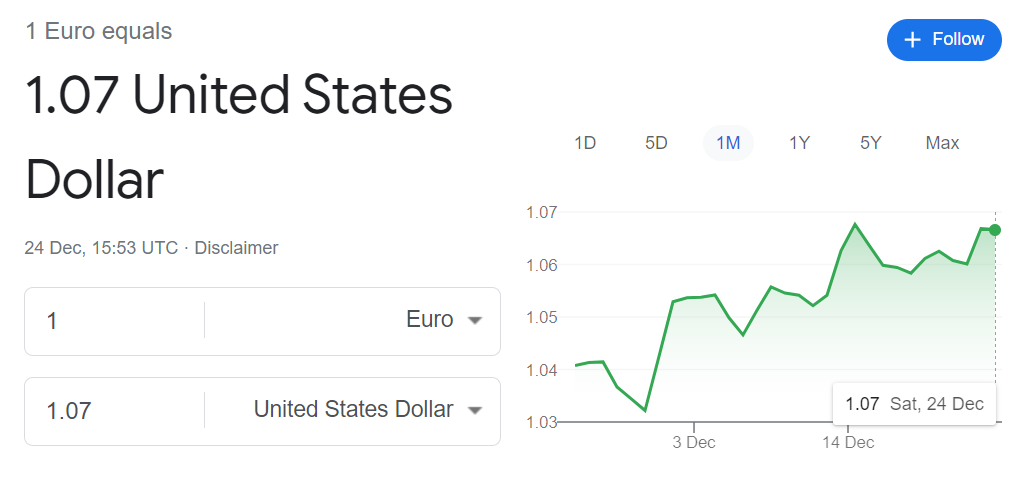 1 Euro equals
+ Follow
1.07 United States
Dollar
24 Dec, 15:53 UTC · Disclaimer
1 Euro
1.07 United States Dollar
1D 5D 1M 1Y 5Y Max
1.07
1.06
1.05
1.04
1.03
1.07 Sat, 24 Dec
3 Dec 14 Dec